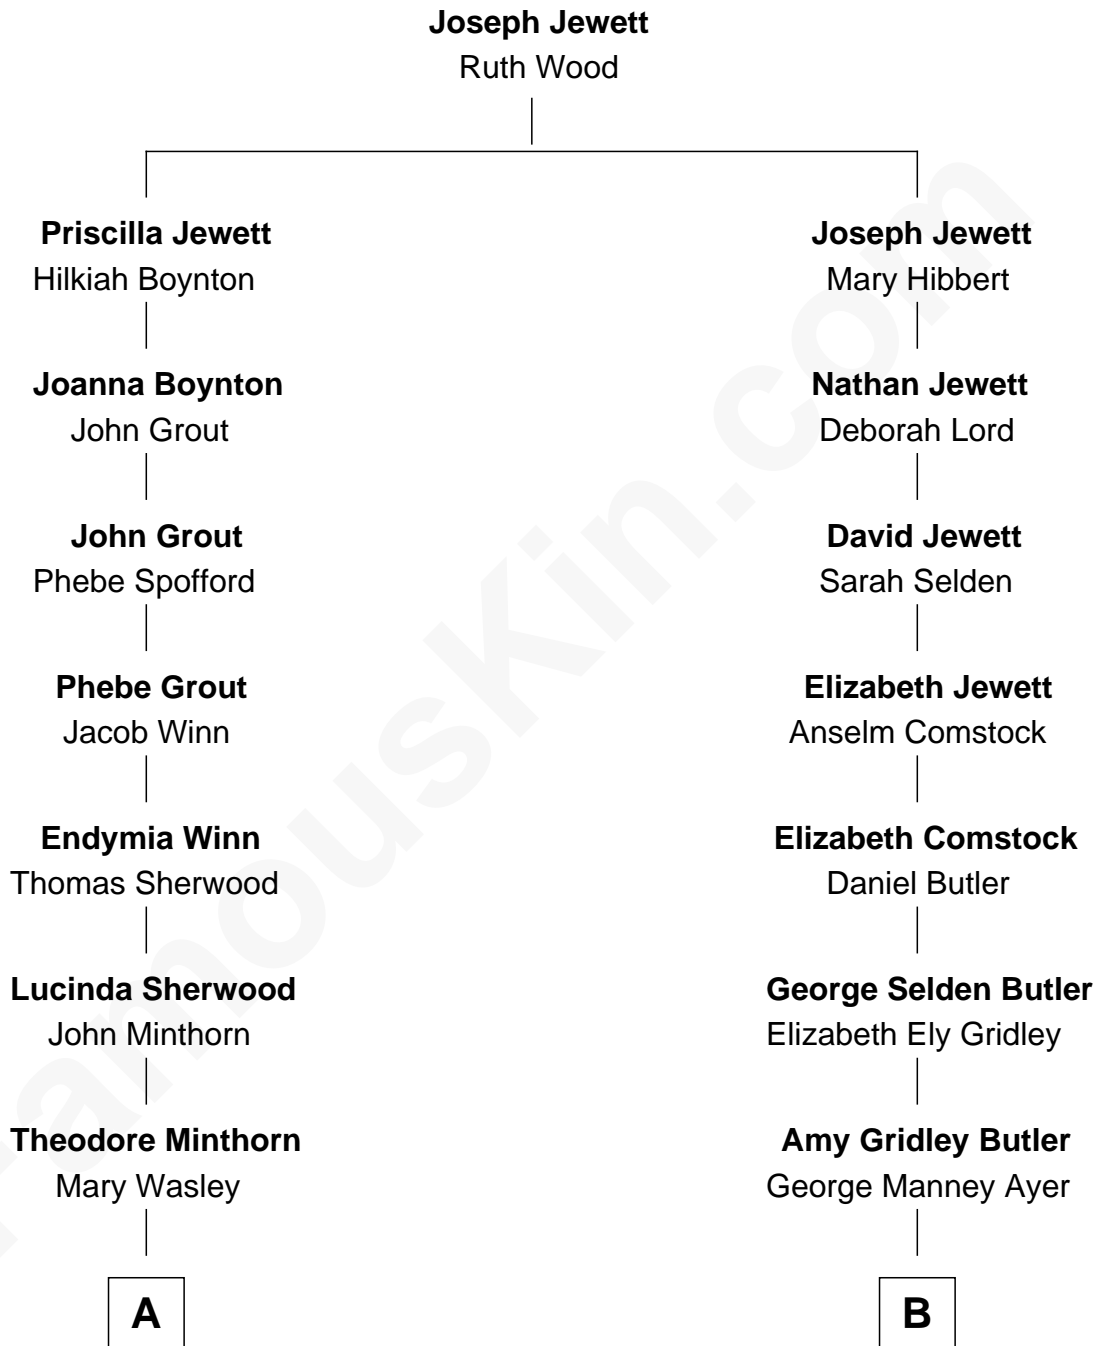 Joseph Jewett
Ruth Wood
Priscilla Jewett
Hilkiah Boynton
Joseph Jewett
Mary Hibbert
Joanna Boynton
John Grout
Nathan Jewett
Deborah Lord
John Grout
Phebe Spofford
David Jewett
Sarah Selden
Phebe Grout
Jacob Winn
Elizabeth Jewett
Anselm Comstock
Endymia Winn
Thomas Sherwood
Elizabeth Comstock
Daniel Butler
Lucinda Sherwood
John Minthorn
George Selden Butler
Elizabeth Ely Gridley
Theodore Minthorn
Mary Wasley
Amy Gridley Butler
George Manney Ayer
A
B
FamousKin.com